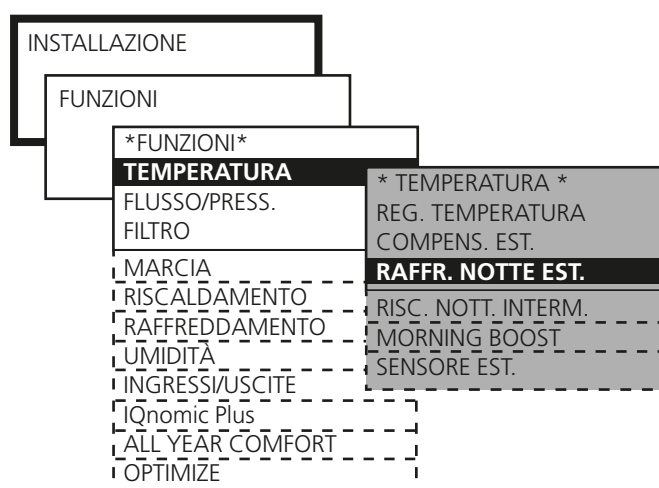 INSTALLAZIONE
FUNZIONI
*FUNZIONI*
TEMPERATURA
FLUSSO/PRESS.
FILTRO
MARCIA
RISCALDAMENTO
RAFFREDDAMENTO
UMIDITÀ
INGRESSI/USCITE
IQnomic Plus
ALL YEAR COMFORT
OPTIMIZE
* TEMPERATURA *
REG. TEMPERATURA
COMPENS. EST.
RAFFR. NOTTE EST.
RISC. NOTT. INTERM.
MORNING BOOST
SENSORE EST.